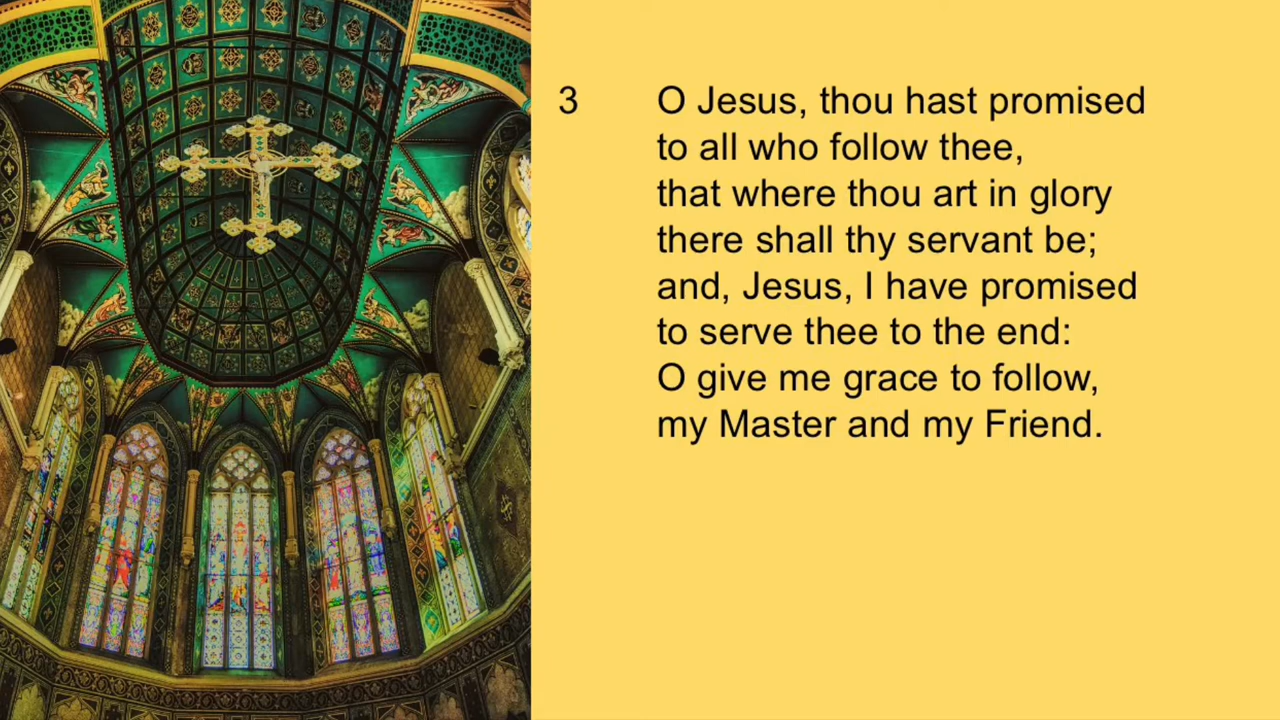 3 O Jesus, thou hast promised
to all who follow thee,
that where thou art in glory
there shall thy servant be;
and, Jesus, I have promised
to serve thee to the end:
O give me grace to follow,
my Master and my Friend.